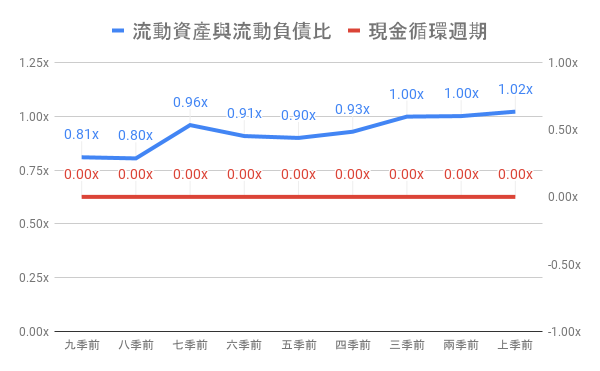 流動資產與流動負債比 現金循環週期
1.25x 1.00x
1.02x
1.00x 1.00x
0.96x 0.91x 0.90x 0.93x
1.00x 0.50x
0.81x 0.80x
0.75x 0.00x 0.00x 0.00x 0.00x 0.00x 0.00x 0.00x 0.00x 0.00x
0.00x
0.50x
0.25x -0.50x
0.00x -1.00x
九季前 八季前 七季前 六季前 五季前 四季前 三季前 兩季前 上季前